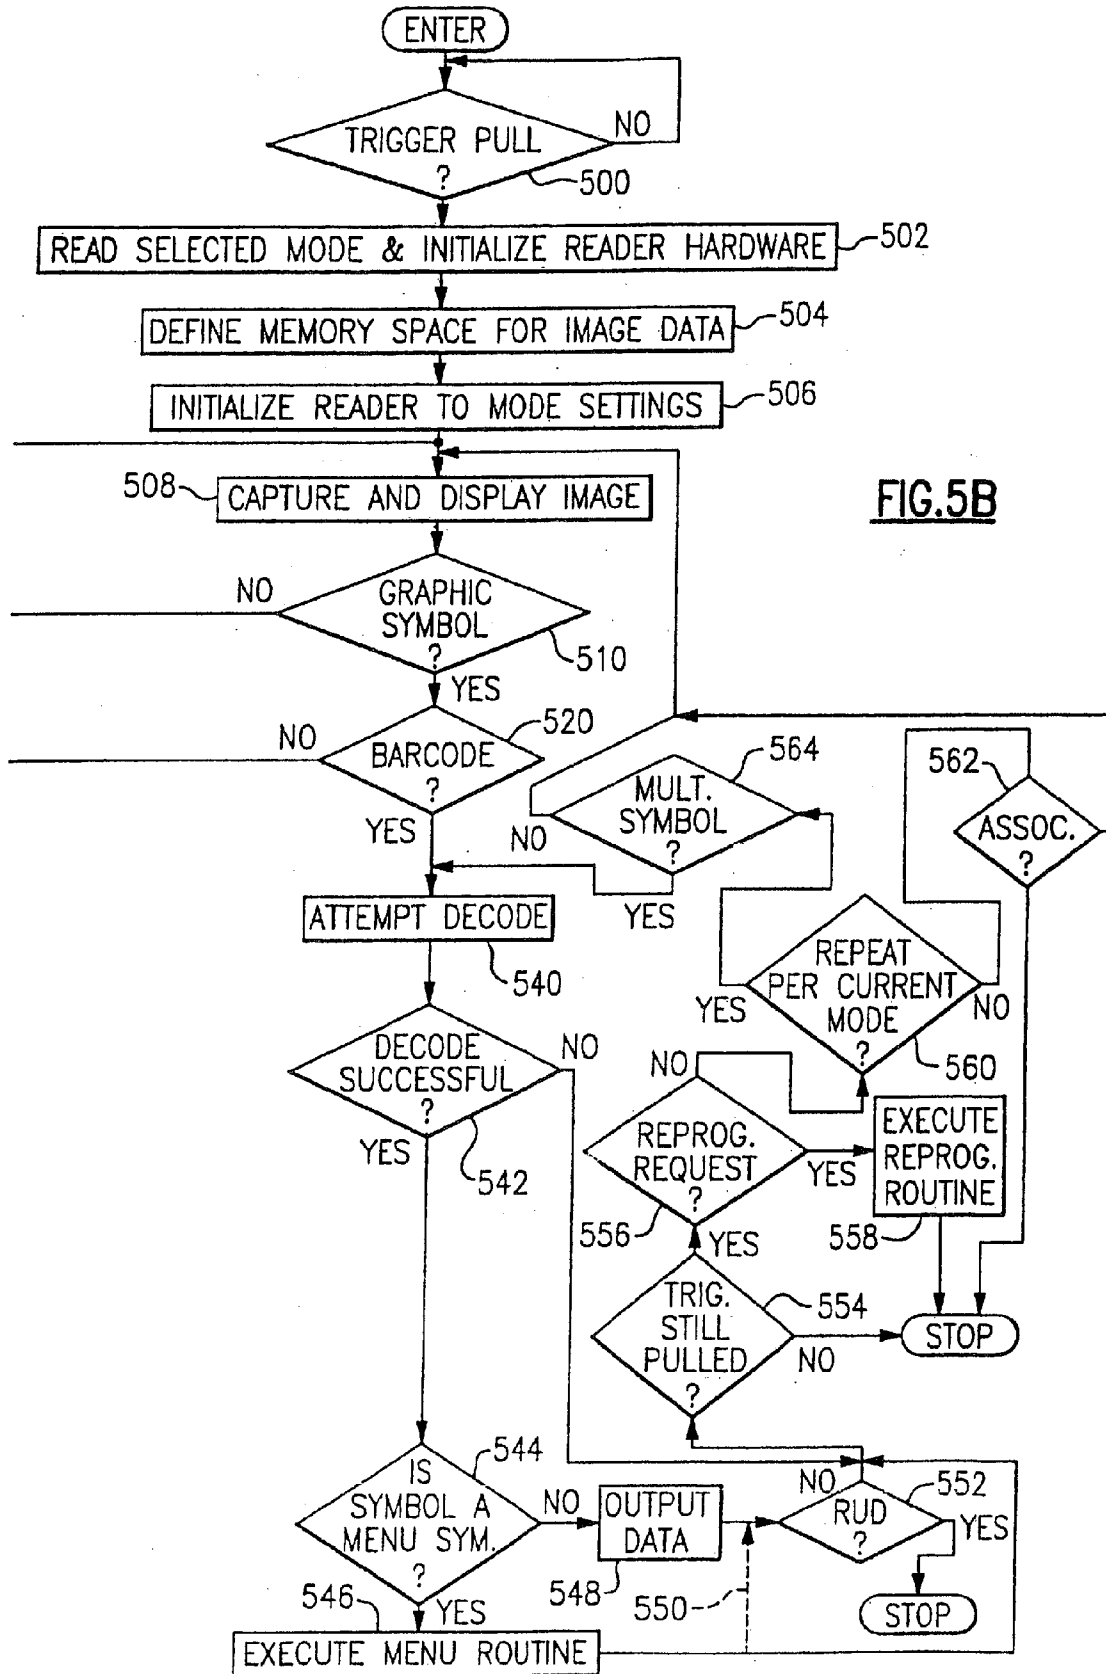 ENTER
TRIGGER PULL
?
NO
500
READ SELECTED MODE & INITIALIZE READER HARDWARE
502
DEFINE MEMORY SPACE FOR IMAGE DATA
504
INITIALIZE READER TO MODE SETTINGS
506
508
CAPTURE AND DISPLAY IMAGE
FIG.5B
NO
GRAPHIC
SYMBOL
?
510
YES
NO
BARCODE
?
520
YES
MULT.
SYMBOL
?
564
NO
YES
562
ASSOC.
?
ATTEMPT DECODE
540
REPEAT
PER CURRENT
MODE
?
YES
NO
560
DECODE
SUCCESSFUL
?
NO
YES
542
NO
REPROG.
REQUEST
?
556
YES
EXECUTE
REPROG.
ROUTINE
558
YES
TRIG.
STILL
PULLED
?
554
NO
STOP
IS
SYMBOL A
MENU SYM.
?
544
NO
OUTPUT
DATA
548
550
NO
RUD
?
552
YES
STOP
546
YES
EXECUTE MENU ROUTINE